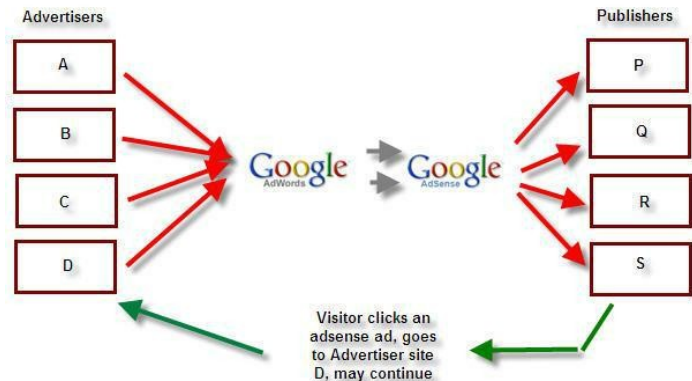 Advertisers
Publishers
A
B
C
D
Google
AdWords
Google
AdSense
P
Q
R
S
Visitor clicks an
adsense ad, goes
to Advertiser site
D, may continue